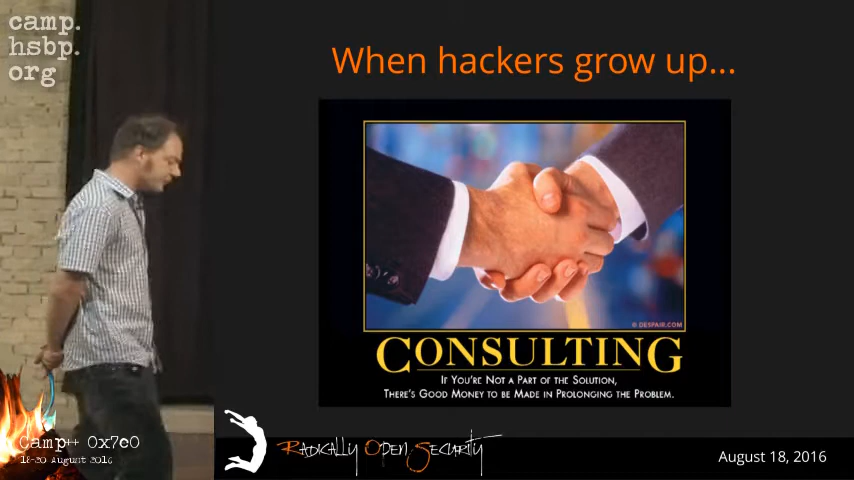 camp.
hsbp.
org
When hackers grow up...
© DESPAIR.COM
CONSULTING
IF YOU'RE NOT A PART OF THE SOLUTION,
THERE'S GOOD MONEY TO BE MADE IN PROLONGING THE PROBLEM.
Camp++ 0x7e0
18-20 August 2016
RADICALLY OPEN SECURITY
August 18, 2016